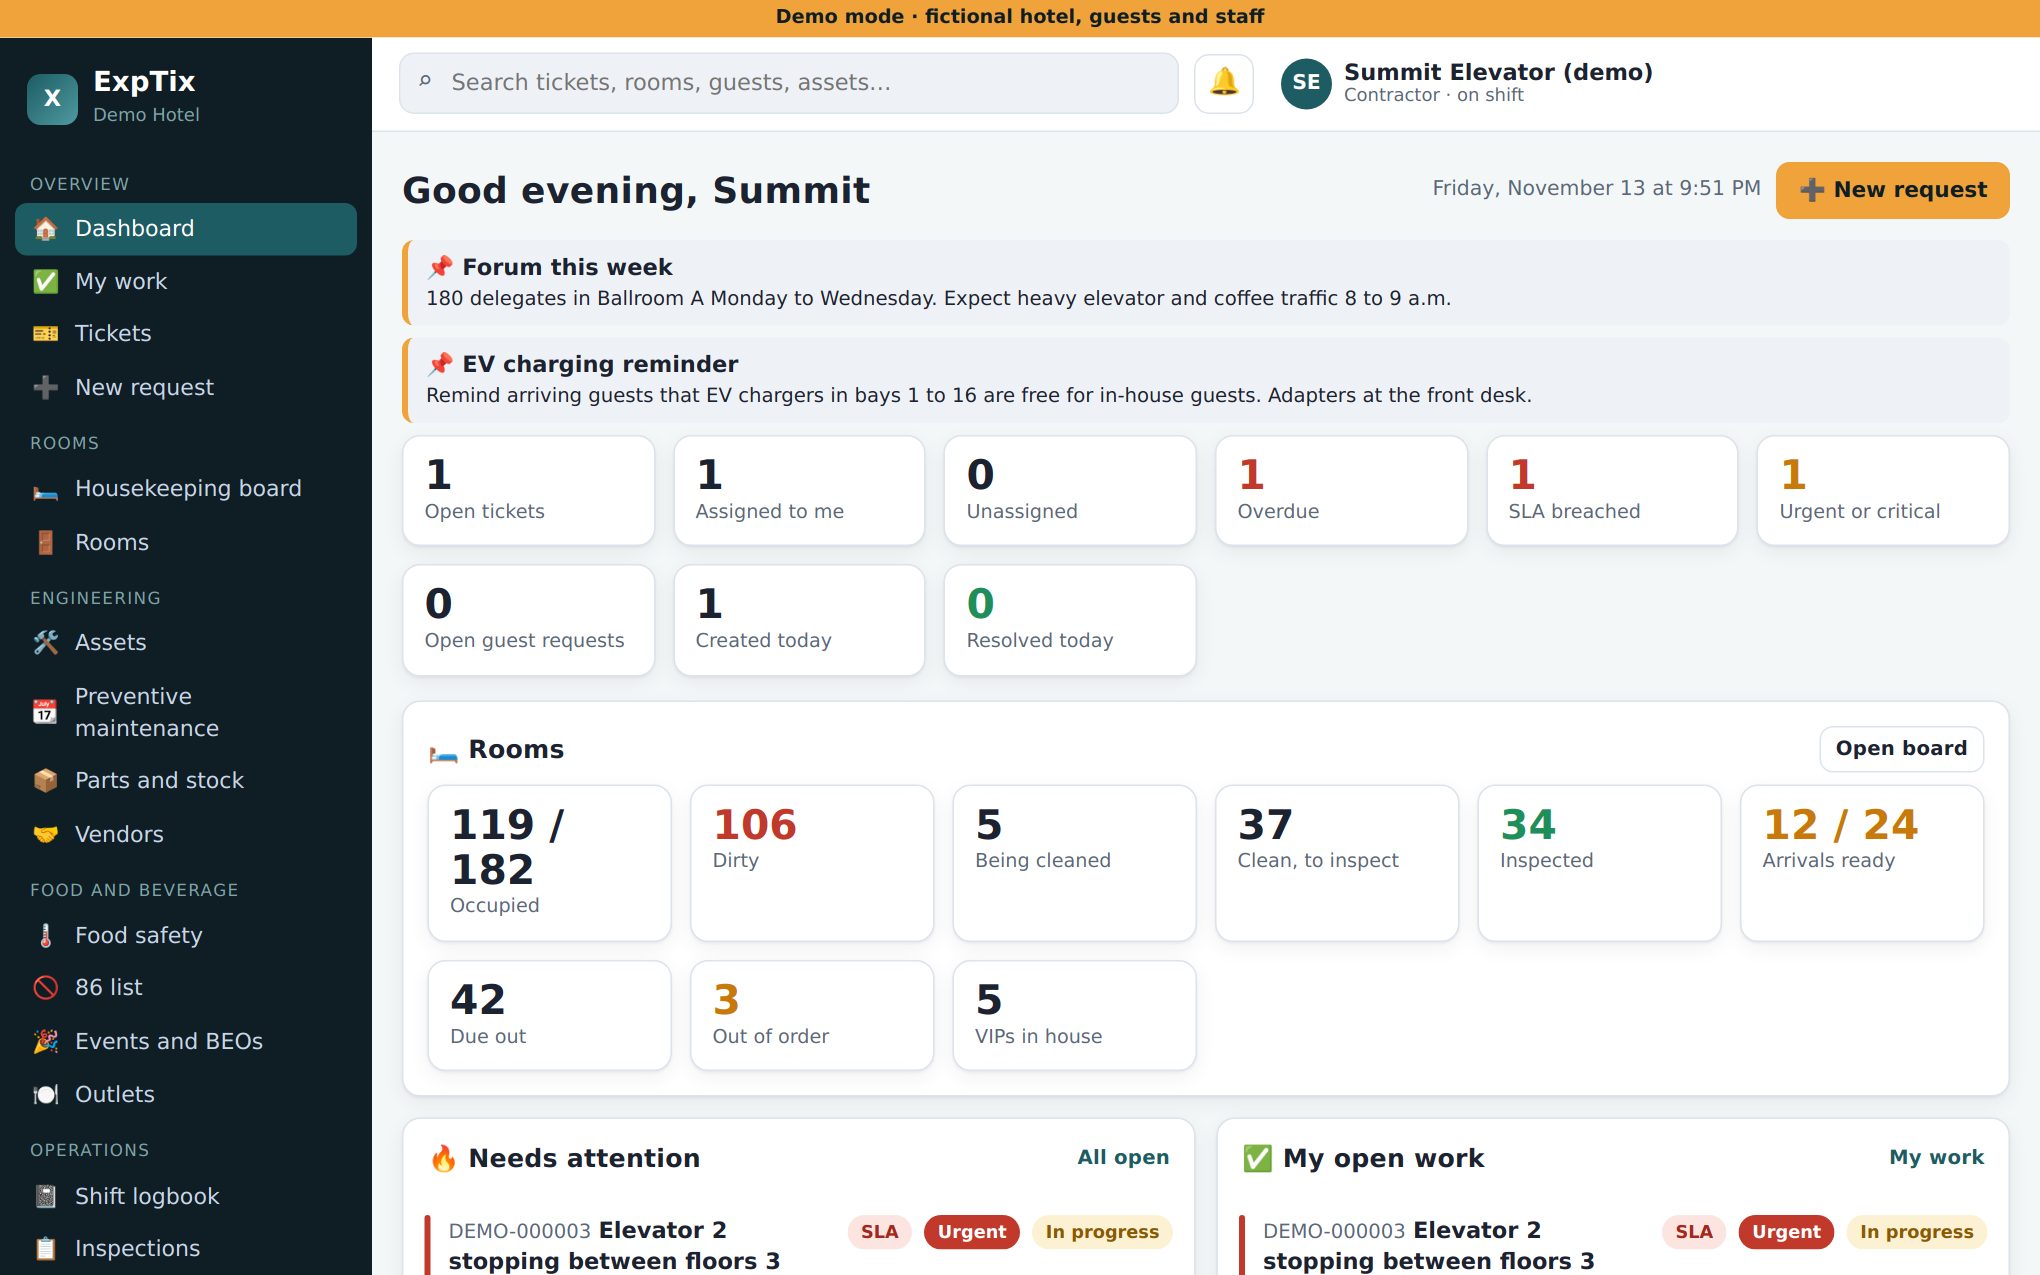 Demo mode · fictional hotel, guests and staff
X
ExpTix
Demo Hotel
OVERVIEW
Dashboard
My work
Tickets
New request
ROOMS
Housekeeping board
Rooms
ENGINEERING
Assets
Preventive
maintenance
Parts and stock
Vendors
FOOD AND BEVERAGE
Food safety
86 list
Events and BEOs
Outlets
OPERATIONS
Shift logbook
Inspections
Search tickets, rooms, guests, assets...
SE
Summit Elevator (demo)
Contractor · on shift
Good evening, Summit
Friday, November 13 at 9:51 PM
New request
Forum this week
180 delegates in Ballroom A Monday to Wednesday. Expect heavy elevator and coffee traffic 8 to 9 a.m.
EV charging reminder
Remind arriving guests that EV chargers in bays 1 to 16 are free for in-house guests. Adapters at the front desk.
1
Open tickets
1
Assigned to me
0
Unassigned
1
Overdue
1
SLA breached
1
Urgent or critical
0
Open guest requests
1
Created today
0
Resolved today
Rooms
Open board
119 /
182
Occupied
106
Dirty
5
Being cleaned
37
Clean, to inspect
34
Inspected
12 / 24
Arrivals ready
42
Due out
3
Out of order
5
VIPs in house
Needs attention
All open
DEMO-000003 Elevator 2
stopping between floors 3
SLA
Urgent
In progress
My open work
My work
DEMO-000003 Elevator 2
stopping between floors 3
SLA
Urgent
In progress